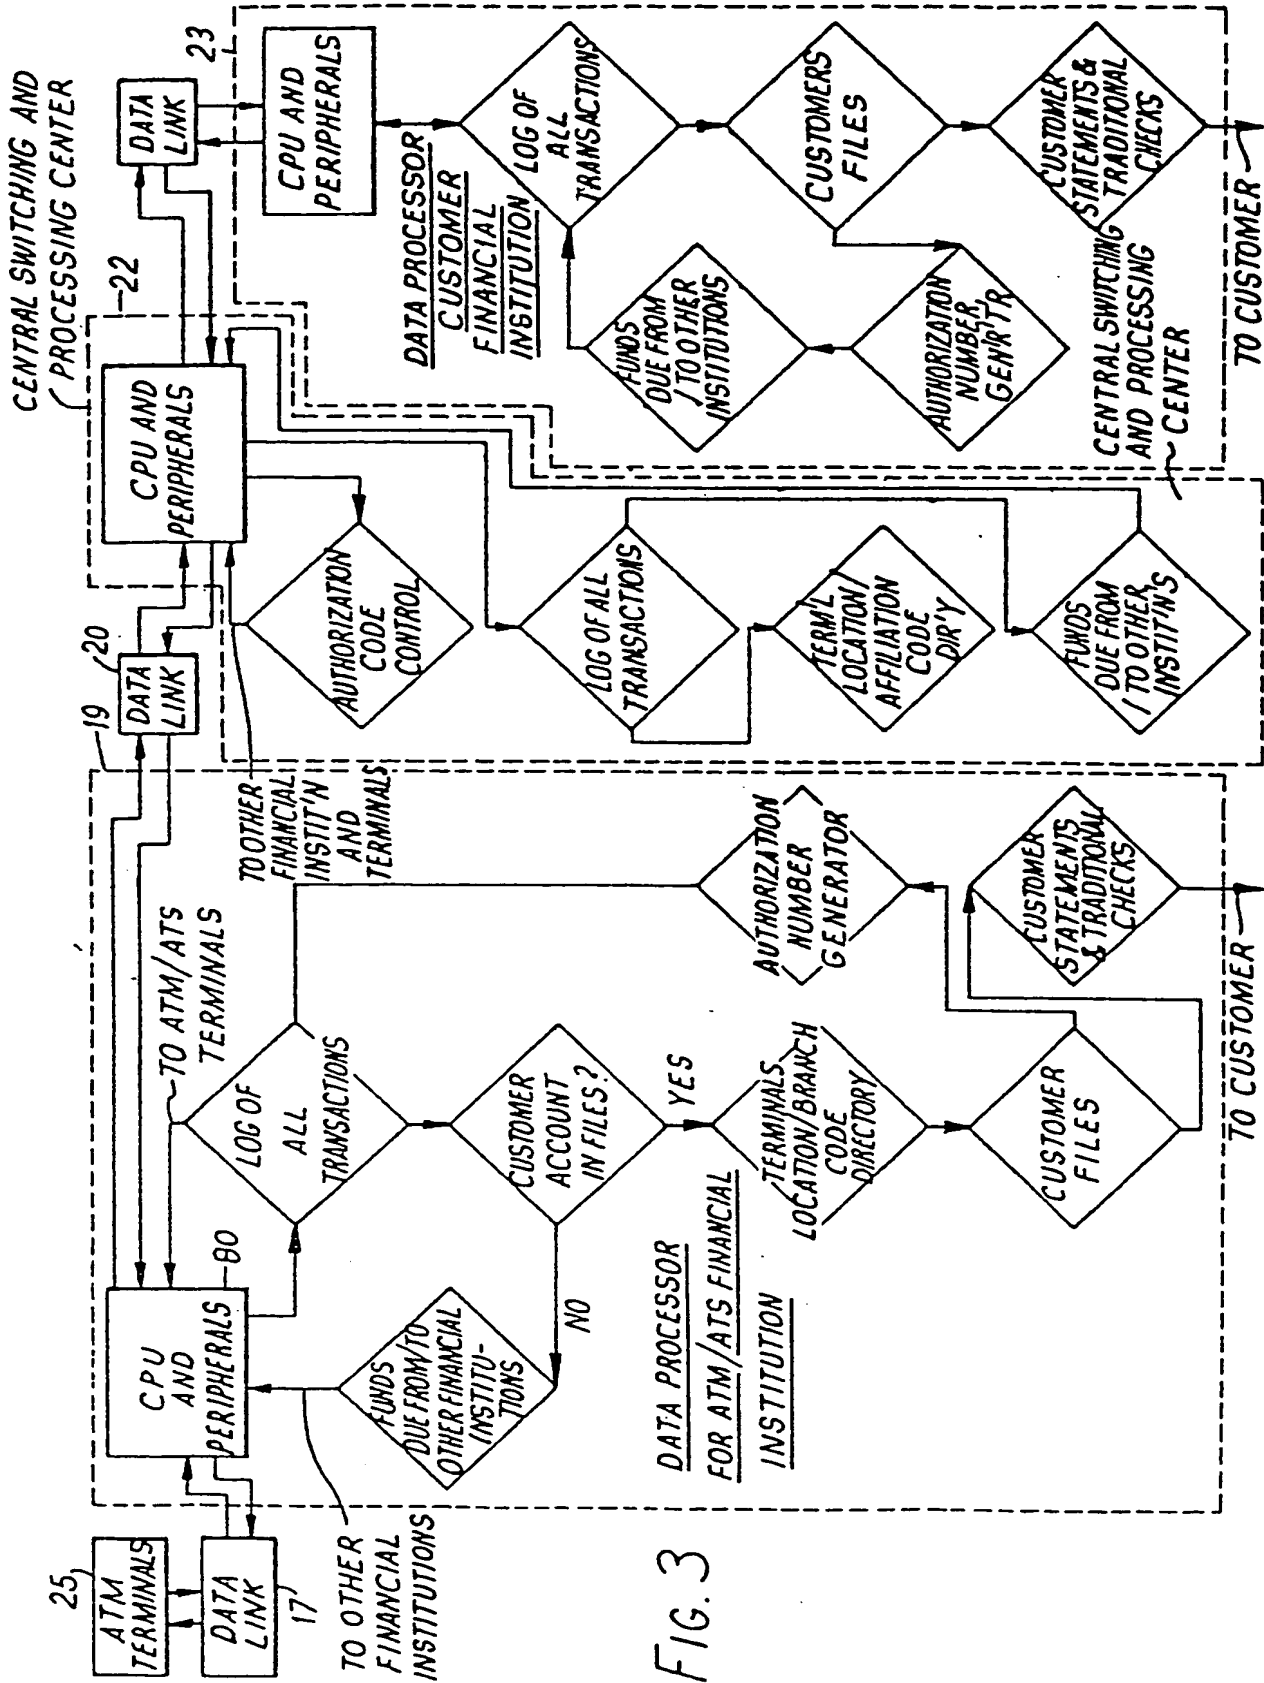 25
ATM
TERMINALS
DATA
LINK
17
TO OTHER
FINANCIAL
INSTITUTIONS
FIG. 3
CPU
AND
PERIPHERALS
80
TO ATM/ATS
TERMINALS
LOG OF
ALL
TRANSACTIONS
FUNDS
DUE FROM/TO
OTHER FINANCIAL
INSTITU-
TIONS
NO
CUSTOMER
ACCOUNT
IN FILES?
YES
TERMINALS
LOCATION/BRANCH
CODE
DIRECTORY
CUSTOMER
FILES
AUTHORIZATION
NUMBER
GENERATOR
CUSTOMER
STATEMENTS
& TRADITIONAL
CHECKS
TO CUSTOMER
DATA PROCESSOR
FOR ATM/ATS FINANCIAL
INSTITUTION
19
20
DATA
LINK
TO OTHER
FINANCIAL
INSTIT'N
AND
TERMINALS
CENTRAL SWITCHING AND
PROCESSING CENTER
22
CPU AND
PERIPHERALS
AUTHORIZATION
CODE
CONTROL
LOG OF ALL
TRANSACTIONS
TERM'L
LOCATION/
AFFILIATION
CODE
DIR'Y
FUNDS
DUE FROM
/ TO OTHER
INSTIT'N'S
CENTRAL SWITCHING
AND PROCESSING
CENTER
DATA
LINK
23
CPU AND
PERIPHERALS
DATA PROCESSOR
CUSTOMER
FINANCIAL
INSTITUTION
LOG OF
ALL
TRANSACTIONS
FUNDS
DUE FROM
/ TO OTHER
INSTITUTIONS
CUSTOMERS
FILES
AUTHORIZATION
NUMBER,
GEN'R'TR
CUSTOMER
STATEMENTS &
TRADITIONAL
CHECKS
TO CUSTOMER